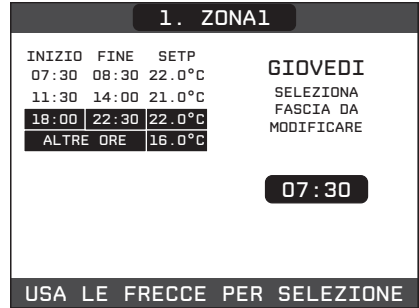 1. ZONA1
INIZIO FINE SETP
07:30 08:30 22.0°C
11:30 14:00 21.0°C
18:00 22:30 22.0°C
ALTRE ORE 16.0°C
GIOVEDI
SELEZIONA
FASCIA DA
MODIFICARE
07:30
USA LE FRECCE PER SELEZIONE